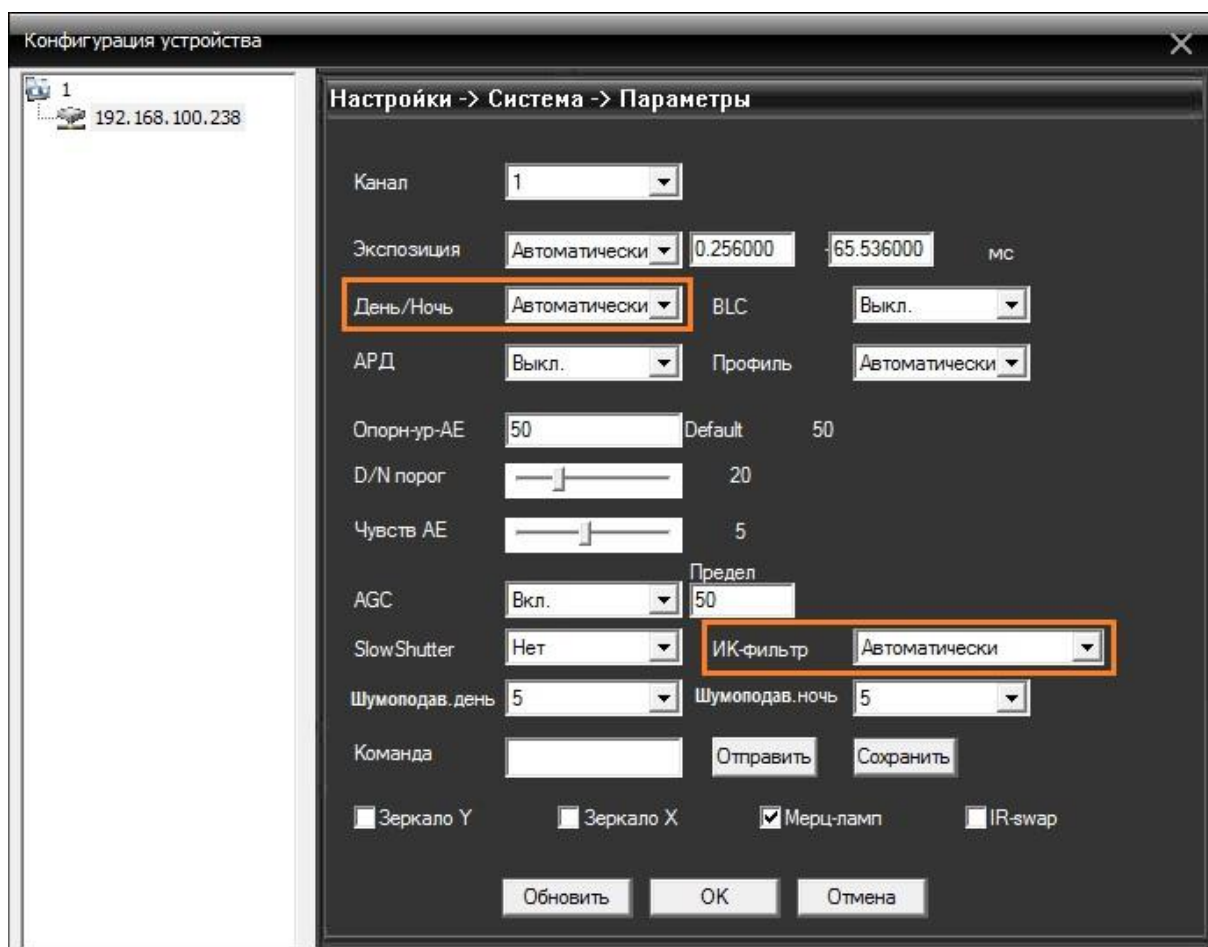 Конфигурация устройства
1
192.168.100.238
Настройки -> Система -> Параметры
Канал 1
Экспозиция Автоматически 0.256000 -65.536000 мс
День/Ночь Автоматически BLC Выкл.
АРД Выкл. Профиль Автоматически
Опорн-ур-АЕ 50 Default 50
D/N порог 20
Чувств АЕ 5
Предел
AGC Вкл. 50
SlowShutter Нет ИК-фильтр Автоматически
Шумоподав.день 5 Шумоподав.ночь 5
Команда Отправить Сохранить
Зеркало Y Зеркало X Мерц-ламп IR-swap
Обновить OK Отмена